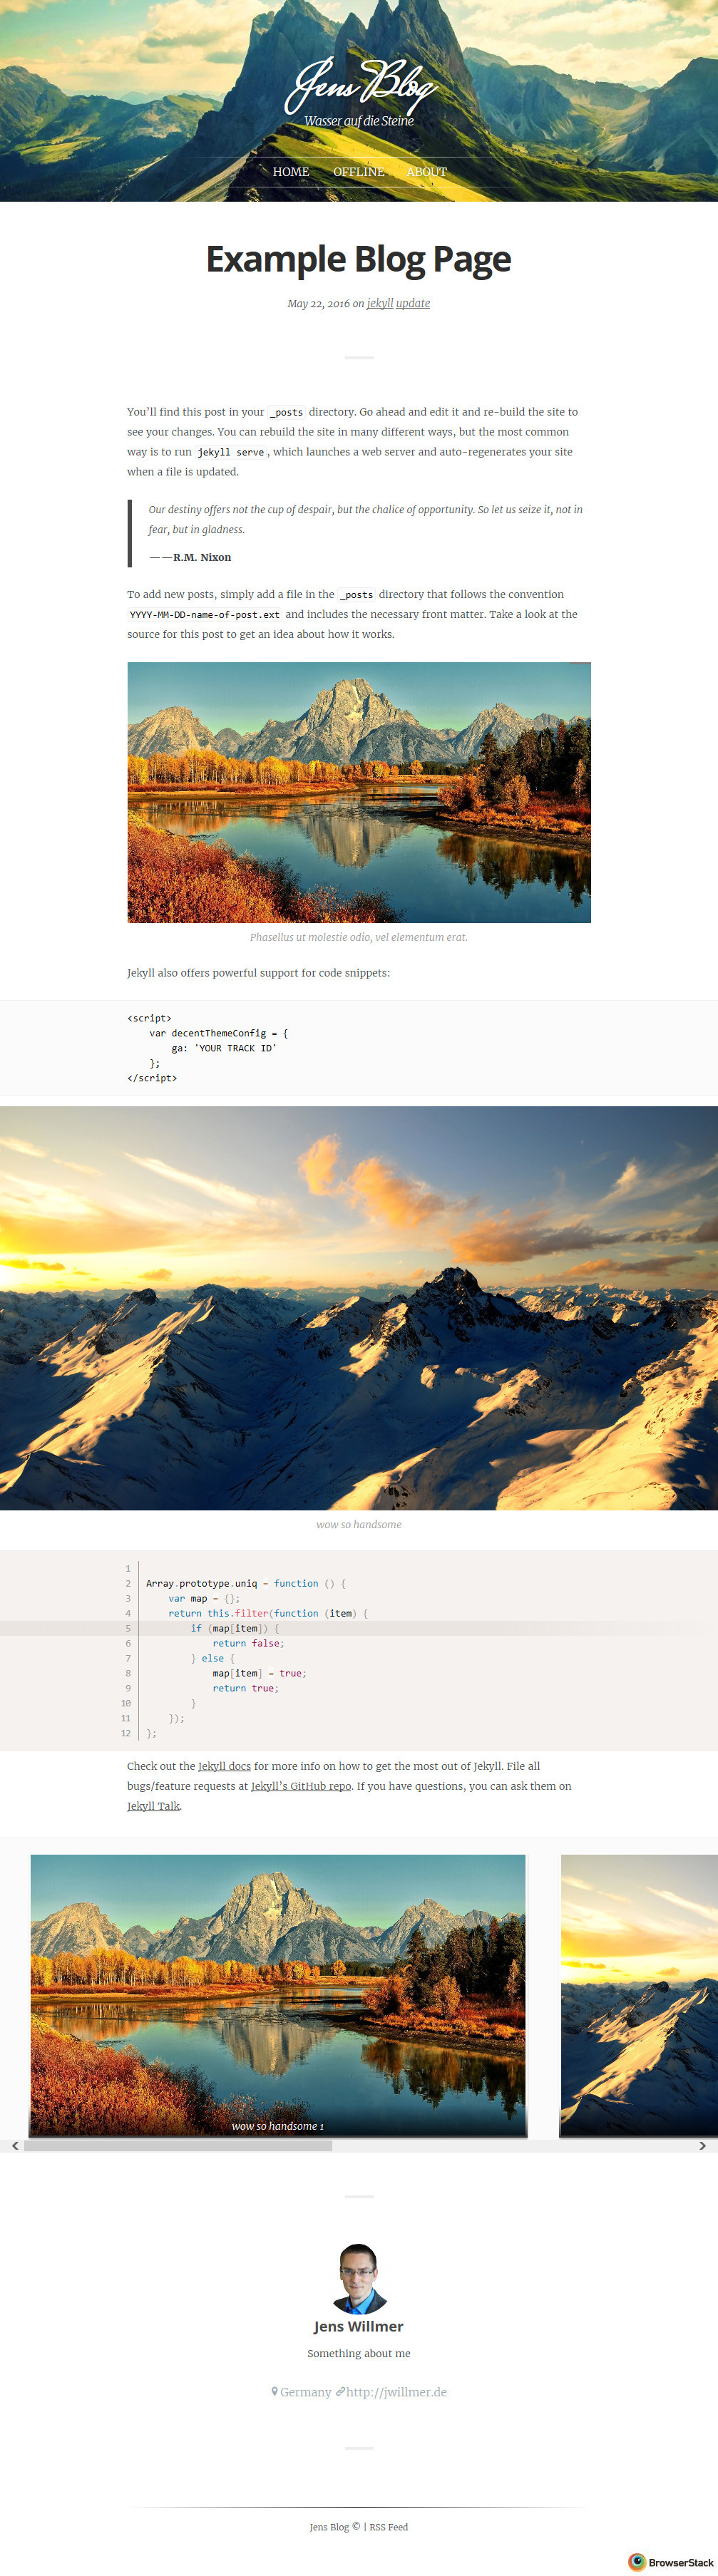 Jens Blog
Wasser auf die Steine
HOME OFFLINE ABOUT
Example Blog Page
May 22, 2016 on jekyll update
You’ll find this post in your _posts directory. Go ahead and edit it and re-build the site to
see your changes. You can rebuild the site in many different ways, but the most common
way is to run jekyll serve, which launches a web server and auto-regenerates your site
when a file is updated.
Our destiny offers not the cup of despair, but the chalice of opportunity. So let us seize it, not in
fear, but in gladness.
——R.M. Nixon
To add new posts, simply add a file in the _posts directory that follows the convention
YYYY-MM-DD-name-of-post.ext and includes the necessary front matter. Take a look at the
source for this post to get an idea about how it works.
Phasellus ut molestie odio, vel elementum erat.
Jekyll also offers powerful support for code snippets:
<script>
    var decentThemeConfig = {
        ga: 'YOUR TRACK ID'
    };
</script>
wow so handsome
1
2 Array.prototype.uniq = function () {
3     var map = {};
4     return this.filter(function (item) {
5         if (map[item]) {
6             return false;
7         } else {
8             map[item] = true;
9             return true;
10         }
11     });
12 };
Check out the Jekyll docs for more info on how to get the most out of Jekyll. File all
bugs/feature requests at Jekyll’s GitHub repo. If you have questions, you can ask them on
Jekyll Talk.
wow so handsome 1
Jens Willmer
Something about me
Germany http://jwillmer.de
Jens Blog © | RSS Feed
BrowserStack